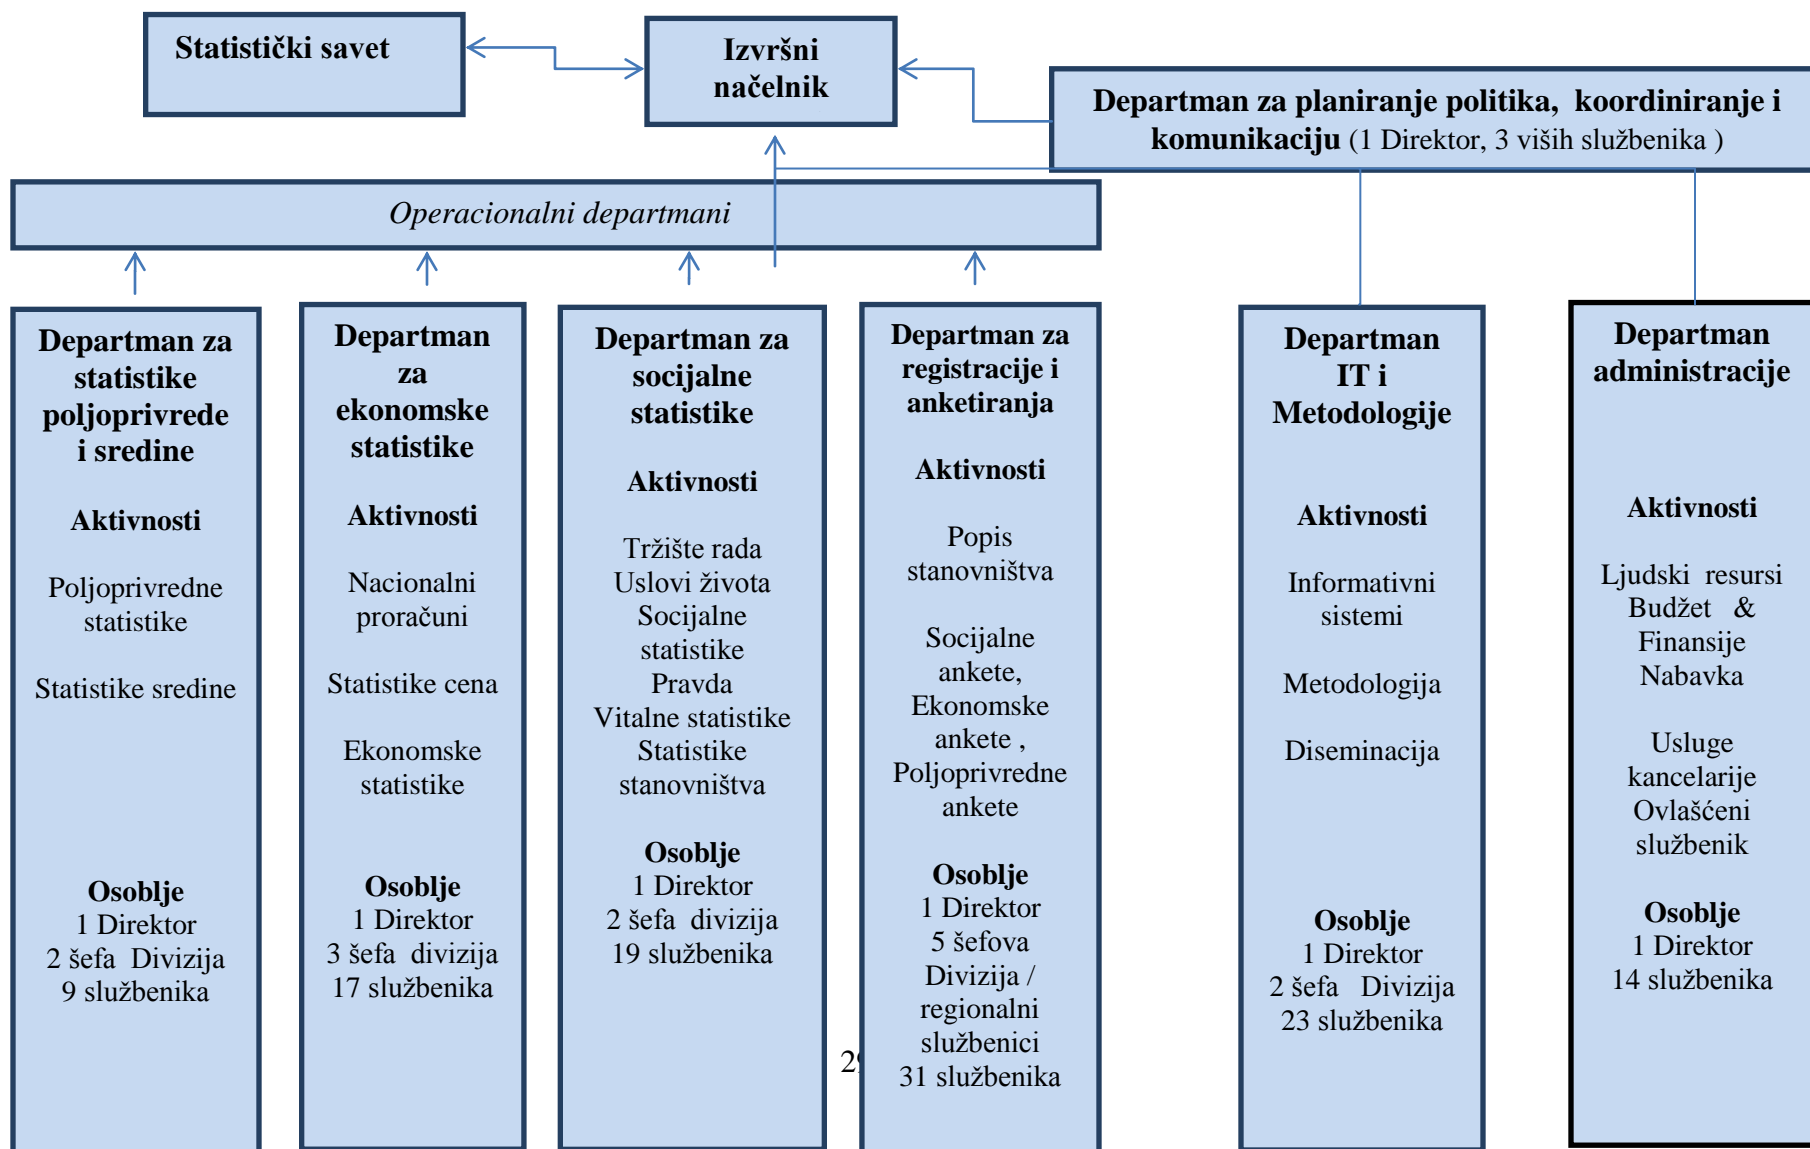 Statistički savet
Izvršni
načelnik
Departman za planiranje politika, koordiniranje i
komunikaciju (1 Direktor, 3 viših službenika )
Operacionalni departmani
Departman za
statistike
poljoprivrede
i sredine
Aktivnosti
Poljoprivredne
statistike
Statistike sredine
Osoblje
1 Direktor
2 šefa Divizija
9 službenika
Departman
za
ekonomske
statistike
Aktivnosti
Nacionalni
proračuni
Statistike cena
Ekonomske
statistike
Osoblje
1 Direktor
3 šefa divizija
17 službenika
Departman za
socijalne
statistike
Aktivnosti
Tržište rada
Uslovi života
Socijalne
statistike
Pravda
Vitalne statistike
Statistike
stanovništva
Osoblje
1 Direktor
2 šefa divizija
19 službenika
Departman za
registracije i
anketiranja
Aktivnosti
Popis
stanovništva
Socijalne
ankete,
Ekonomske
ankete ,
Poljoprivredne
ankete
Osoblje
1 Direktor
5 šefova
Divizija /
regionalni
službenici
31 službenika
Departman
IT i
Metodologije
Aktivnosti
Informativni
sistemi
Metodologija
Diseminacija
Osoblje
1 Direktor
2 šefa Divizija
23 službenika
Departman
administracije
Aktivnosti
Ljudski resursi
Budžet &
Finansije
Nabavka
Usluge
kancelarije
Ovlašćeni
službenik
Osoblje
1 Direktor
14 službenika